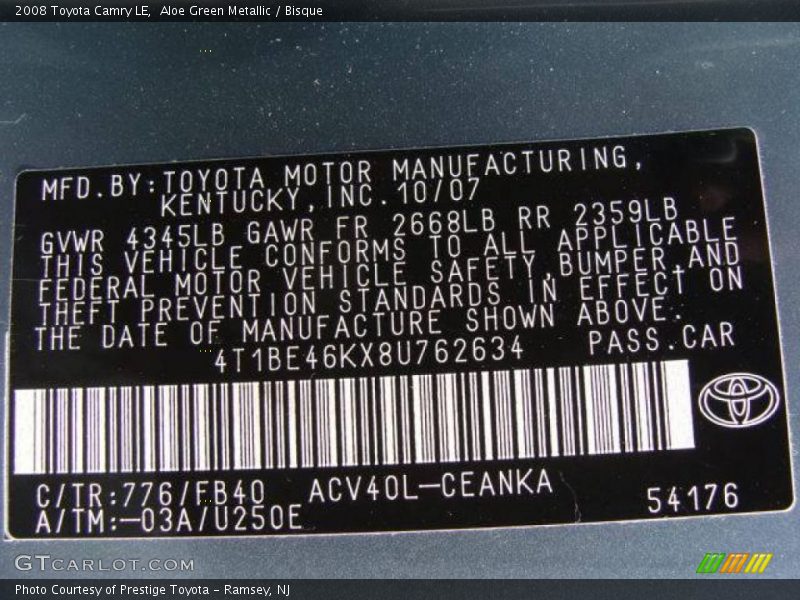 2008 Toyota Camry LE,  Aloe Green Metallic / Bisque
MFD.BY:TOYOTA MOTOR MANUFACTURING,
KENTUCKY,INC.10/07
GVWR 4345LB GAWR FR 2668LB RR 2359LB
THIS VEHICLE CONFORMS TO ALL APPLICABLE
FEDERAL MOTOR VEHICLE SAFETY,BUMPER,AND
THEFT PREVENTION STANDARDS IN EFFECT ON
THE DATE OF MANUFACTURE SHOWN ABOVE.
4T1BE46KX8U762634 PASS.CAR
C/TR:776/FB40 ACV40L-CEANKA
A/TM:-03A/U250E 54176
GTCARLOT.COM
Photo Courtesy of Prestige Toyota - Ramsey, NJ